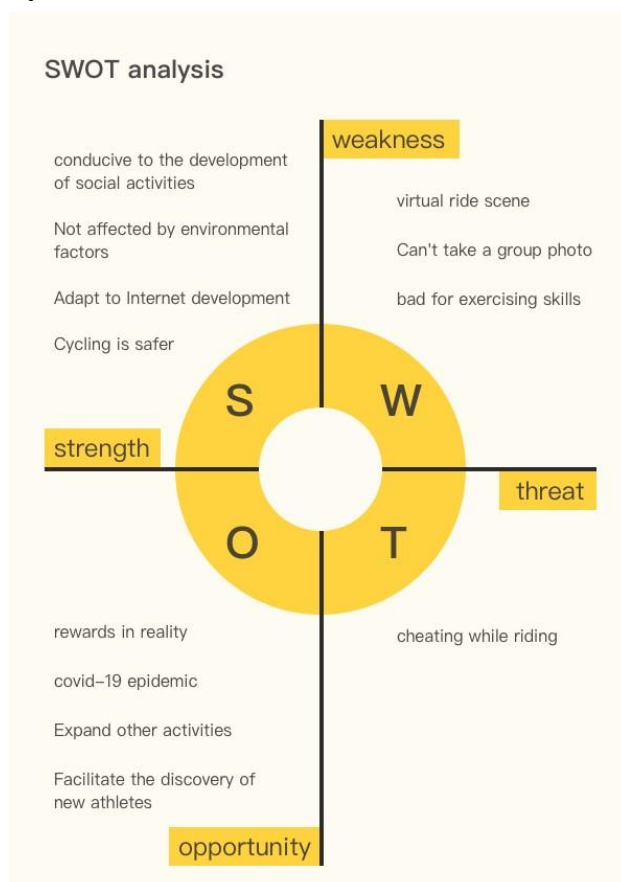 SWOT analysis
conducive to the development
of social activities
Not affected by environmental
factors
Adapt to Internet development
Cycling is safer
strength
weakness
virtual ride scene
Can't take a group photo
bad for exercising skills
S
W
O
T
rewards in reality
covid-19 epidemic
Expand other activities
Facilitate the discovery of
new athletes
opportunity
threat
cheating while riding